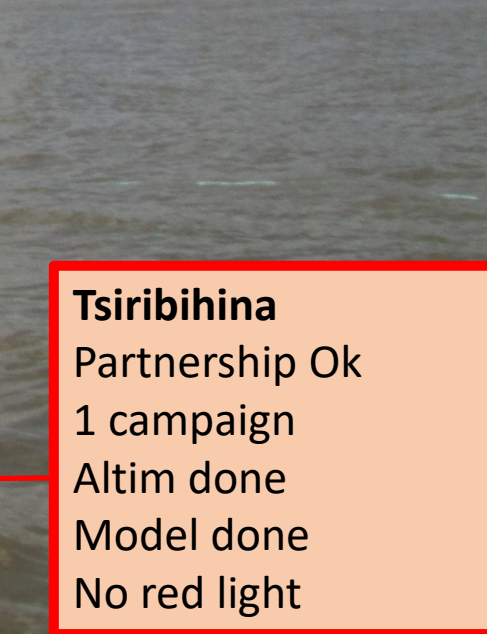 Tsiribihina
Partnership Ok
1 campaign
Altim done
Model done
No red light